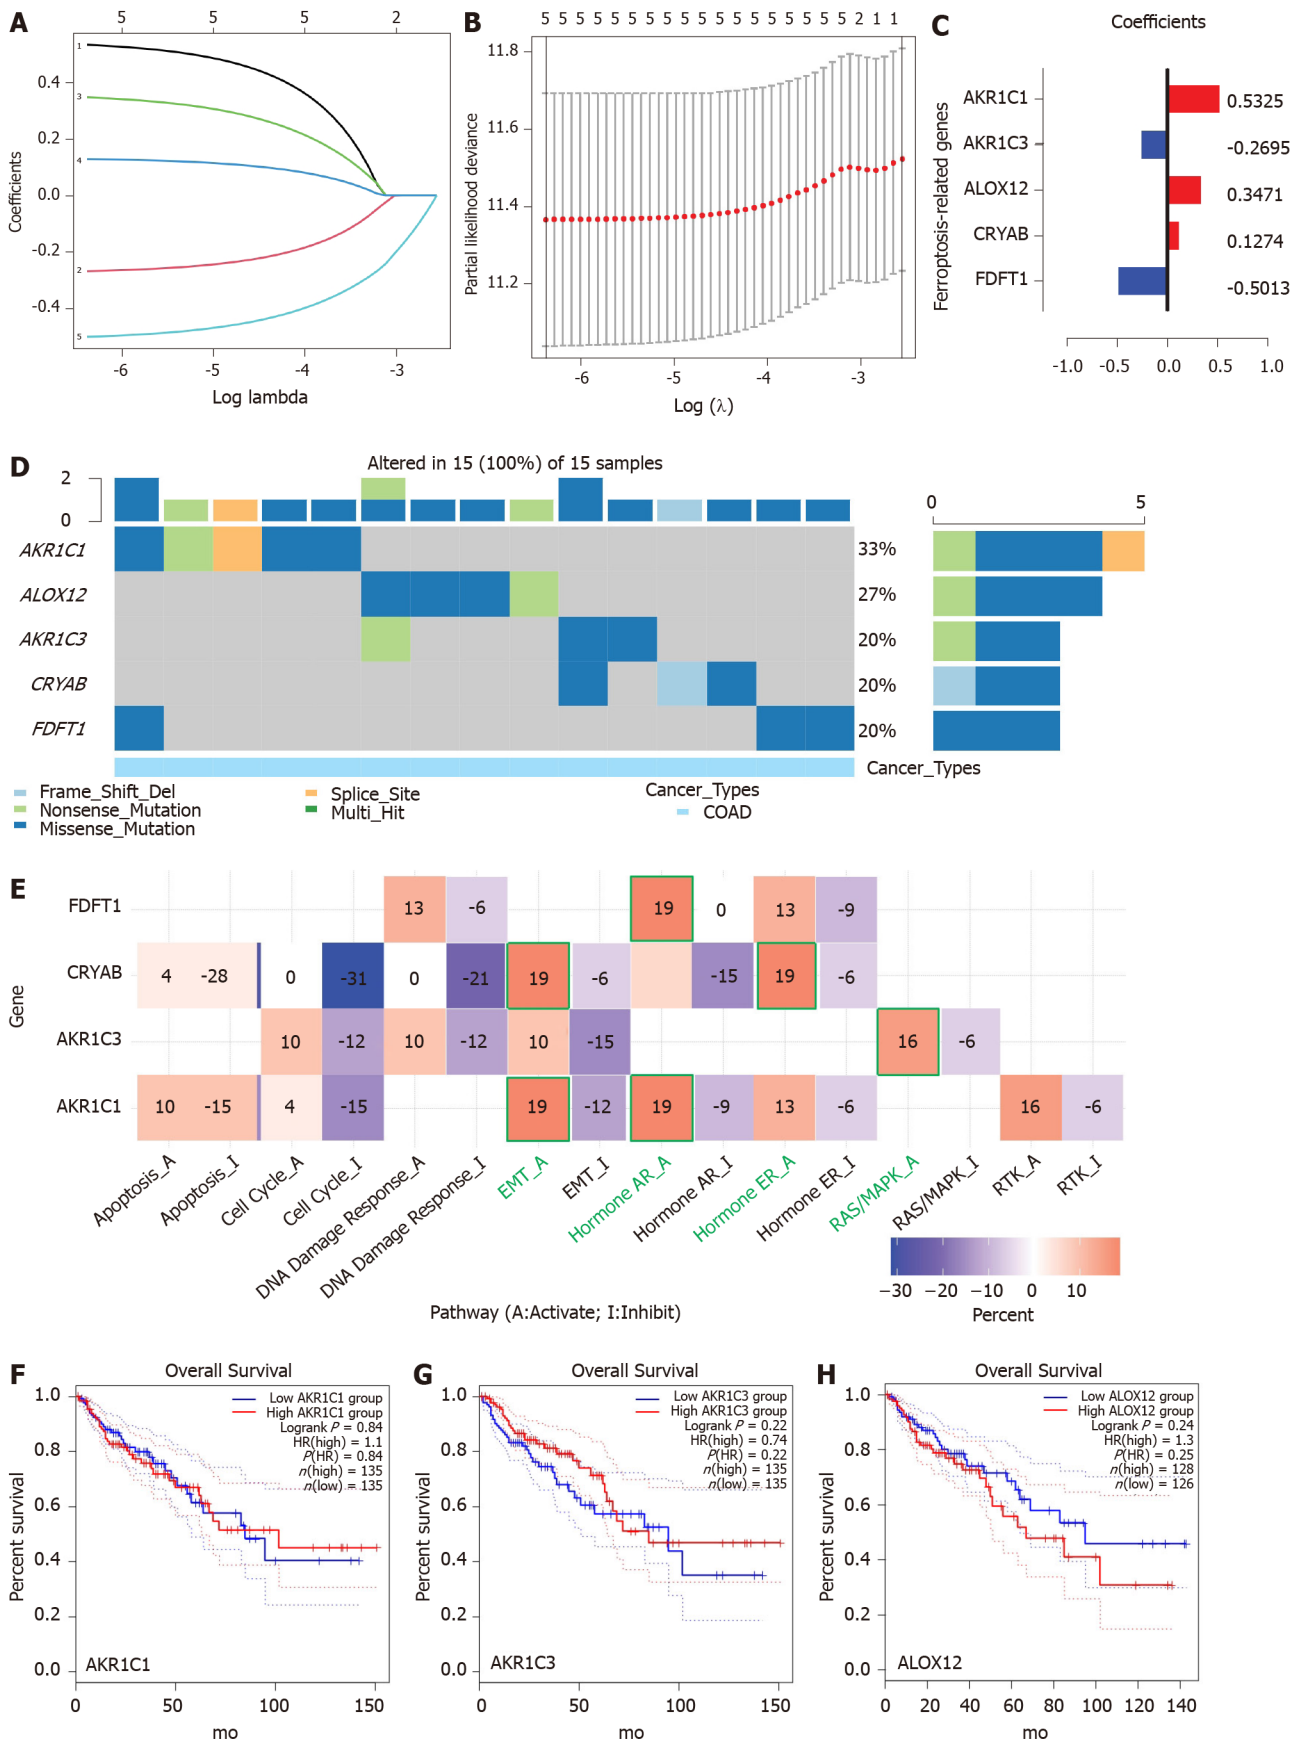 A
5 5 5 2
0.4
0.2
0.0
-0.2
-0.4
1
3
4
2
5
Coefficients
-6 -5 -4 -3
Log lambda
B
5 5 5 5 5 5 5 5 5 5 5 5 5 5 5 5 5 2 1 1
11.8
11.6
11.4
11.2
Partial likelihood deviance
-6 -5 -4 -3
Log (λ)
C
Coefficients
Ferroptosis-related genes
AKR1C1 0.5325
AKR1C3 -0.2695
ALOX12 0.3471
CRYAB 0.1274
FDFT1 -0.5013
-1.0 -0.5 0.0 0.5 1.0
D
Altered in 15 (100%) of 15 samples
2
0
0 5
AKR1C1 33%
ALOX12 27%
AKR1C3 20%
CRYAB 20%
FDFT1 20%
Cancer_Types
Frame_Shift_Del
Nonsense_Mutation
Missense_Mutation
Splice_Site
Multi_Hit
Cancer_Types
COAD
E
Gene
FDFT1 13 -6 19 0 13 -9
CRYAB 4 -28 0 -31 0 -21 19 -6 -15 19 -6
AKR1C3 10 -12 10 -12 10 -15 16 -6
AKR1C1 10 -15 4 -15 19 -12 19 -9 13 -6 16 -6
Apoptosis_A
Apoptosis_I
Cell Cycle_A
Cell Cycle_I
DNA Damage Response_A
DNA Damage Response_I
EMT_A
EMT_I
Hormone AR_A
Hormone AR_I
Hormone ER_A
Hormone ER_I
RAS/MAPK_A
RAS/MAPK_I
RTK_A
RTK_I
−30 −20 −10 0 10
Percent
Pathway (A:Activate; I:Inhibit)
F
Overall Survival
Low AKR1C1 group
High AKR1C1 group
Logrank P = 0.84
HR(high) = 1.1
P(HR) = 0.84
n(high) = 135
n(low) = 135
1.0
0.8
0.6
0.4
0.2
0.0
Percent survival
AKR1C1
0 50 100 150
mo
G
Overall Survival
Low AKR1C3 group
High AKR1C3 group
Logrank P = 0.22
HR(high) = 0.74
P(HR) = 0.22
n(high) = 135
n(low) = 135
1.0
0.8
0.6
0.4
0.2
0.0
Percent survival
AKR1C3
0 50 100 150
mo
H
Overall Survival
Low ALOX12 group
High ALOX12 group
Logrank P = 0.24
HR(high) = 1.3
P(HR) = 0.25
n(high) = 128
n(low) = 126
1.0
0.8
0.6
0.4
0.2
0.0
Percent survival
ALOX12
0 20 40 60 80 100 120 140
mo